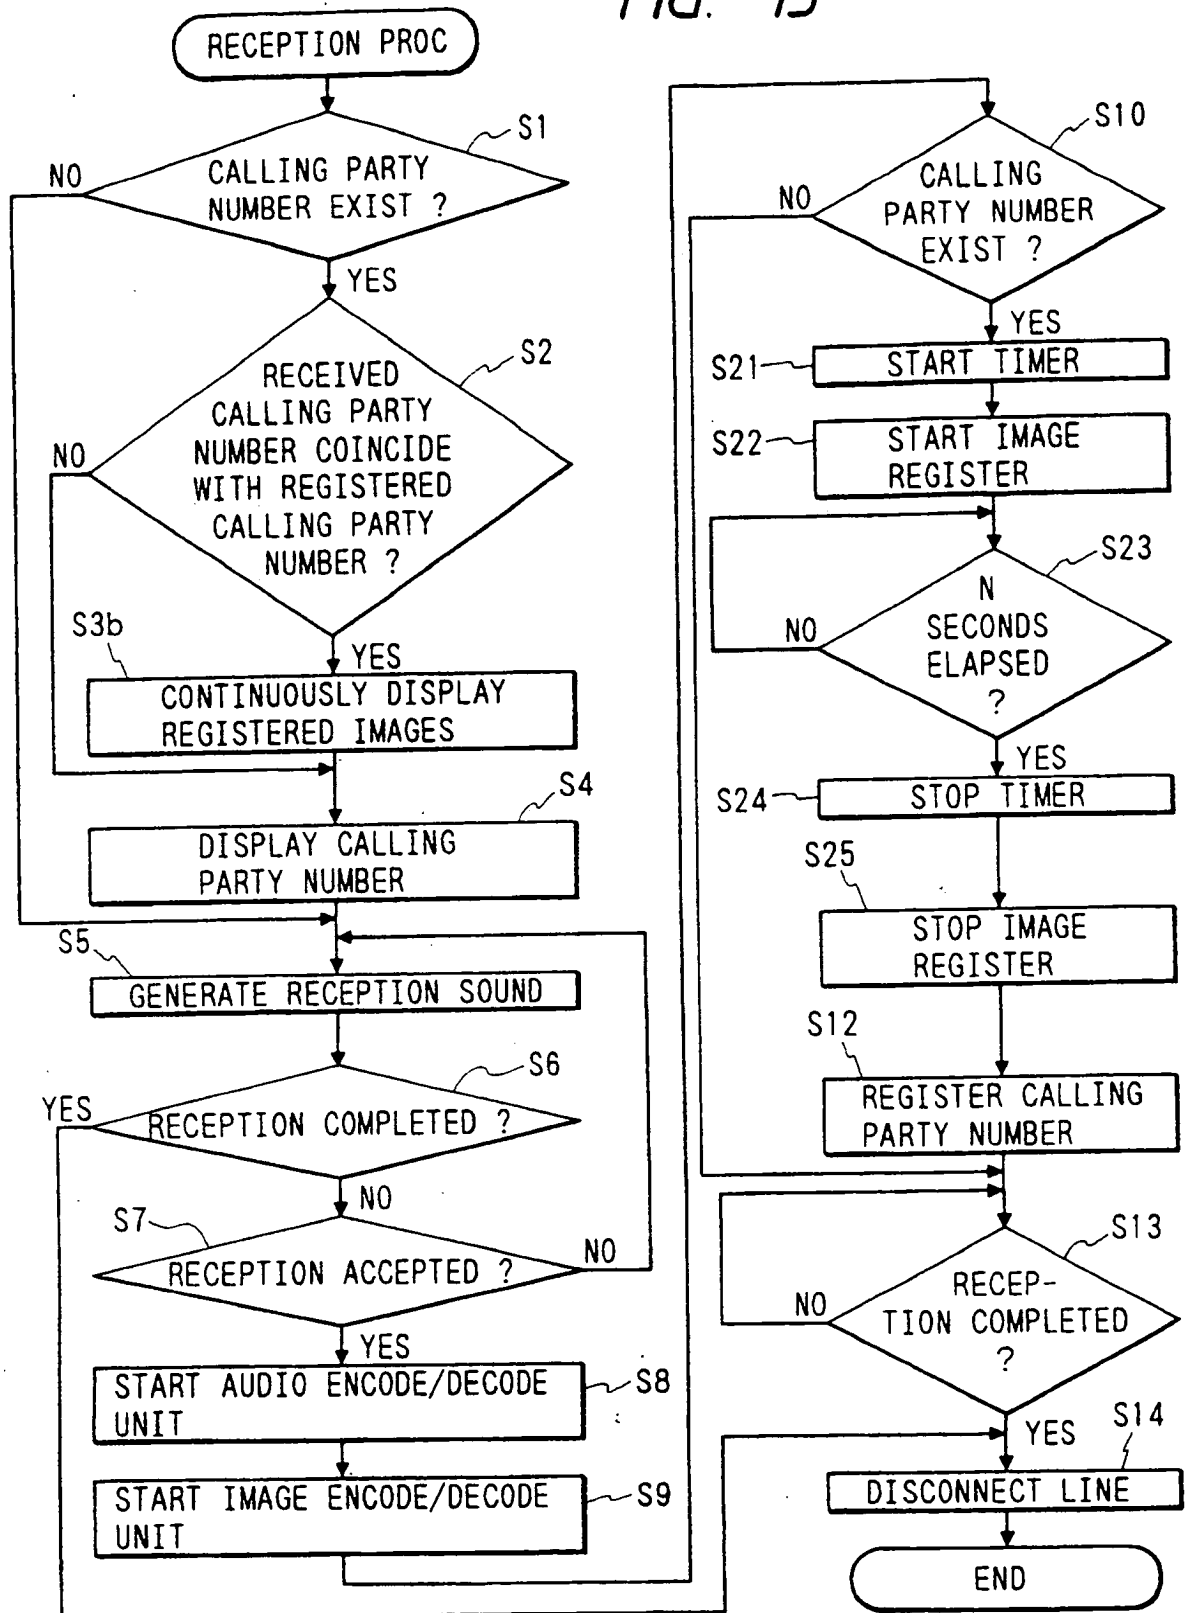 FIG. 13
RECEPTION PROC
S1
CALLING PARTY
NUMBER EXIST ?
NO
YES
S2
RECEIVED
CALLING PARTY
NUMBER COINCIDE
WITH REGISTERED
CALLING PARTY
NUMBER ?
NO
YES
S3b
CONTINUOUSLY DISPLAY
REGISTERED IMAGES
S4
DISPLAY CALLING
PARTY NUMBER
S5
GENERATE RECEPTION SOUND
S6
RECEPTION COMPLETED ?
YES
NO
S7
RECEPTION ACCEPTED ?
NO
YES
START AUDIO ENCODE/DECODE
UNIT
S8
START IMAGE ENCODE/DECODE
UNIT
S9
S10
CALLING
PARTY NUMBER
EXIST ?
NO
YES
S21
START TIMER
S22
START IMAGE
REGISTER
S23
N
SECONDS
ELAPSED
?
NO
YES
S24
STOP TIMER
S25
STOP IMAGE
REGISTER
S12
REGISTER CALLING
PARTY NUMBER
S13
RECEP-
TION COMPLETED
?
NO
YES
S14
DISCONNECT LINE
END